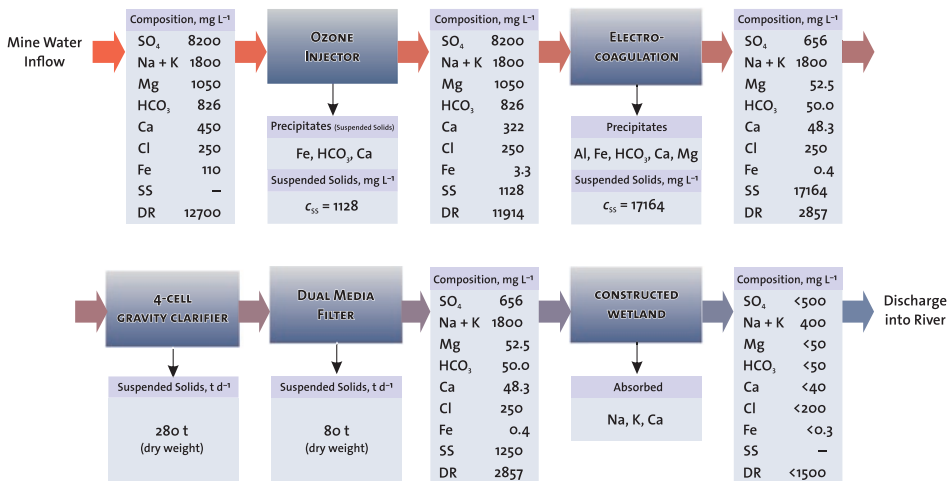 Mine Water
Inflow
Composition, mg L⁻¹
SO₄ 8200
Na + K 1800
Mg 1050
HCO₃ 826
Ca 450
Cl 250
Fe 110
SS –
DR 12700
Ozone
Injector
Precipitates (Suspended Solids)
Fe, HCO₃, Ca
Suspended Solids, mg L⁻¹
c_SS = 1128
Composition, mg L⁻¹
SO₄ 8200
Na + K 1800
Mg 1050
HCO₃ 826
Ca 322
Cl 250
Fe 3.3
SS 1128
DR 11914
Electro-
coagulation
Precipitates
Al, Fe, HCO₃, Ca, Mg
Suspended Solids, mg L⁻¹
c_SS = 17164
Composition, mg L⁻¹
SO₄ 656
Na + K 1800
Mg 52.5
HCO₃ 50.0
Ca 48.3
Cl 250
Fe 0.4
SS 17164
DR 2857
4-cell
gravity clarifier
Suspended Solids, t d⁻¹
280 t
(dry weight)
Dual Media
Filter
Suspended Solids, t d⁻¹
80 t
(dry weight)
Composition, mg L⁻¹
SO₄ 656
Na + K 1800
Mg 52.5
HCO₃ 50.0
Ca 48.3
Cl 250
Fe 0.4
SS 1250
DR 2857
constructed
wetland
Absorbed
Na, K, Ca
Composition, mg L⁻¹
SO₄ <500
Na + K 400
Mg <50
HCO₃ <50
Ca <40
Cl <200
Fe <0.3
SS –
DR <1500
Discharge
into River